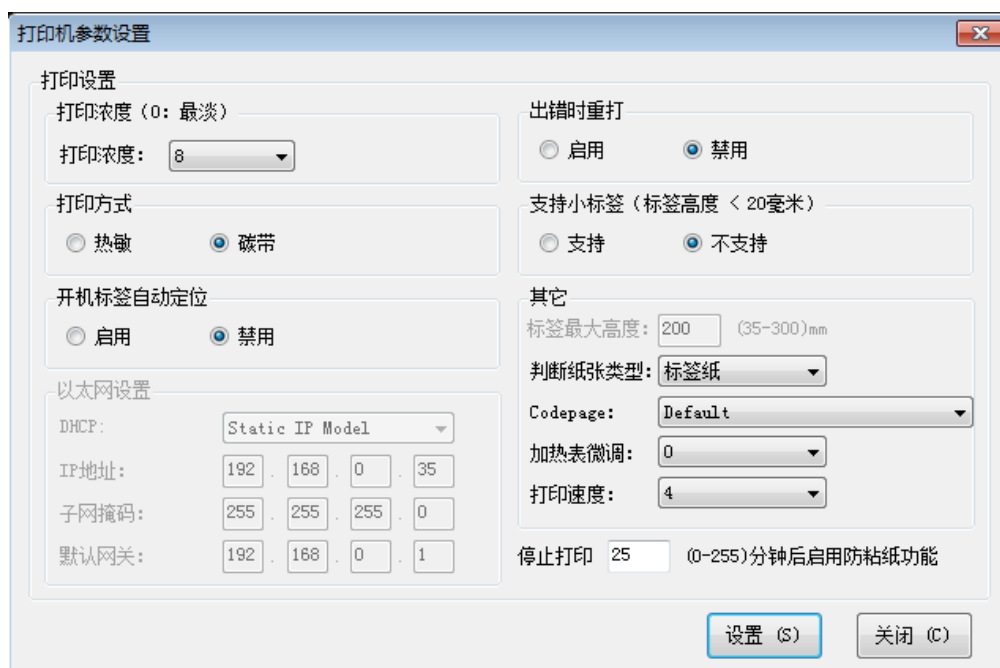 打印机参数设置
打印设置
打印浓度（0：最淡）
打印浓度： 8
打印方式
热敏 碳带
开机标签自动定位
启用 禁用
以太网设置
DHCP: Static IP Model
IP地址： 192 . 168 . 0 . 35
子网掩码： 255 . 255 . 255 . 0
默认网关： 192 . 168 . 0 . 1
出错时重打
启用 禁用
支持小标签（标签高度 < 20毫米）
支持 不支持
其它
标签最大高度： 200 (35-300)mm
判断纸张类型： 标签纸
Codepage: Default
加热表微调： 0
打印速度： 4
停止打印 25 (0-255)分钟后启用防粘纸功能
设置 (S) 关闭 (C)